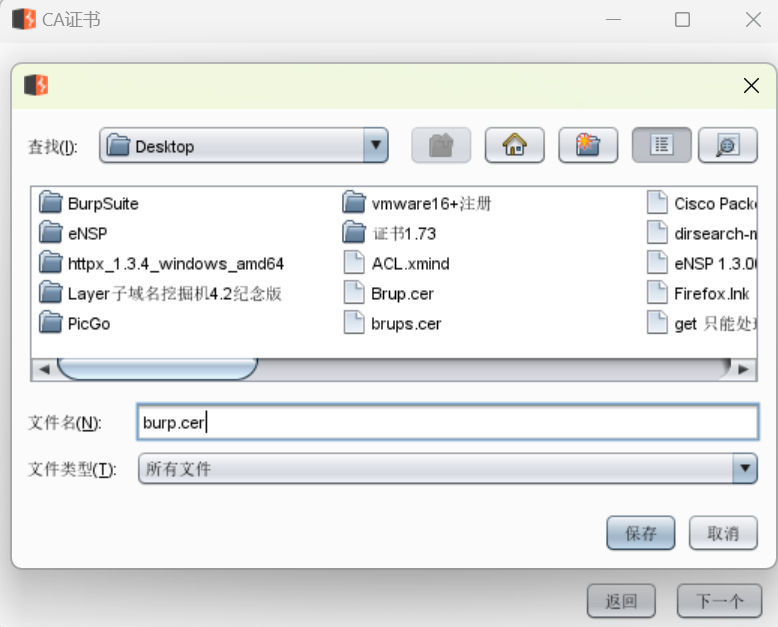 CA证书
查找(I):
Desktop
BurpSuite
eNSP
httpx_1.3.4_windows_amd64
Layer子域名挖掘机4.2纪念版
PicGo
vmware16+注册
证书1.73
ACL.xmind
Brup.cer
brups.cer
Cisco Pack
dirsearch-
eNSP 1.3.0
Firefox.lnk
get 只能处
文件名(N):
burp.cer
文件类型(T):
所有文件
保存
取消
返回
下一个